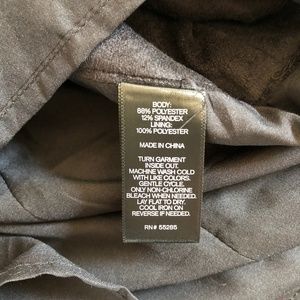 BODY:
88% POLYESTER
12% SPANDEX
LINING:
100% POLYESTER
MADE IN CHINA
TURN GARMENT
INSIDE OUT.
MACHINE WASH COLD
WITH LIKE COLORS.
GENTLE CYCLE.
ONLY NON-CHLORINE
BLEACH WHEN NEEDED.
LAY FLAT TO DRY.
COOL IRON ON
REVERSE IF NEEDED.
RN# 55285